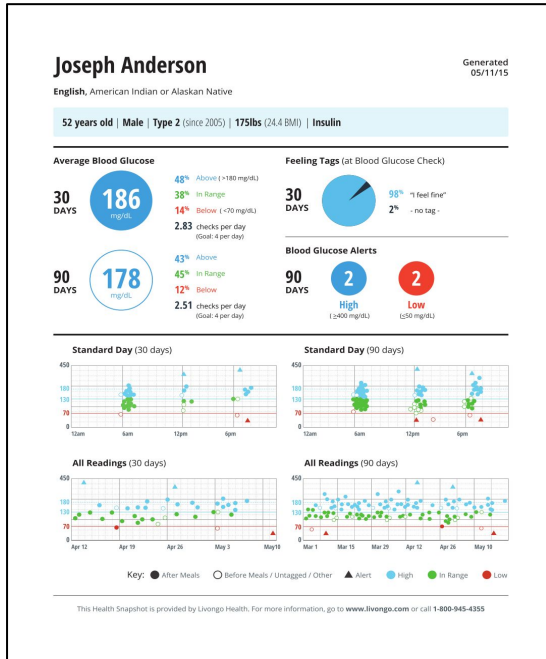 Joseph Anderson
Generated
05/11/15
English, American Indian or Alaskan Native
52 years old | Male | Type 2 (since 2005) | 175lbs (24.4 BMI) | Insulin
Average Blood Glucose
30
DAYS
186
mg/dL
48% Above ( >180 mg/dL)
38% In Range
14% Below ( <70 mg/dL)
2.83 checks per day
(Goal: 4 per day)
90
DAYS
178
mg/dL
43% Above
45% In Range
12% Below
2.51 checks per day
(Goal: 4 per day)
Feeling Tags (at Blood Glucose Check)
30
DAYS
98% "I feel fine"
2% - no tag -
Blood Glucose Alerts
90
DAYS
2
High
(≥400 mg/dL)
2
Low
(≤50 mg/dL)
Standard Day (30 days)
450
180
130
70
0
12am 6am 12pm 6pm
Standard Day (90 days)
450
180
130
70
0
12am 6am 12pm 6pm
All Readings (30 days)
450
180
130
70
0
Apr 12 Apr 19 Apr 26 May 3 May10
All Readings (90 days)
450
180
130
70
0
Mar 1 Mar 15 Mar 29 Apr 12 Apr 26 May 10
Key: After Meals Before Meals / Untagged / Other Alert High In Range Low
This Health Snapshot is provided by Livongo Health. For more information, go to www.livongo.com or call 1-800-945-4355